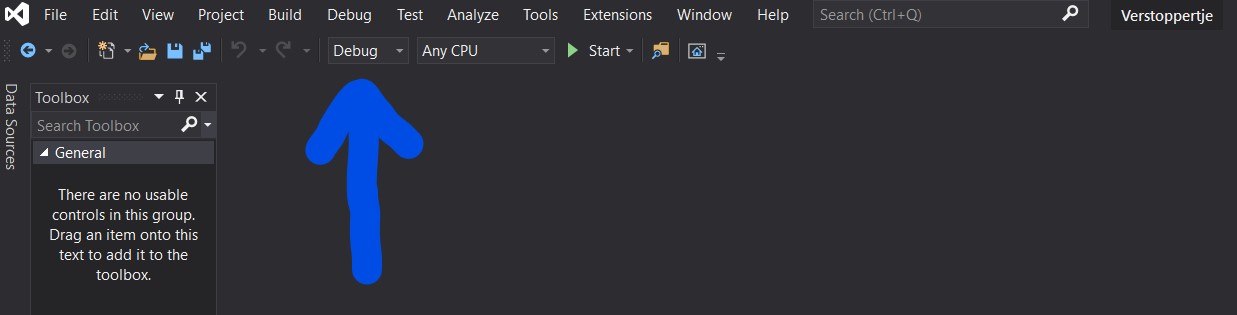 File Edit View Project Build Debug Test Analyze Tools Extensions Window Help Search (Ctrl+Q) Verstoppertje
Debug Any CPU Start
Data Sources
Toolbox
Search Toolbox
General
There are no usable
controls in this group.
Drag an item onto this
text to add it to the
toolbox.